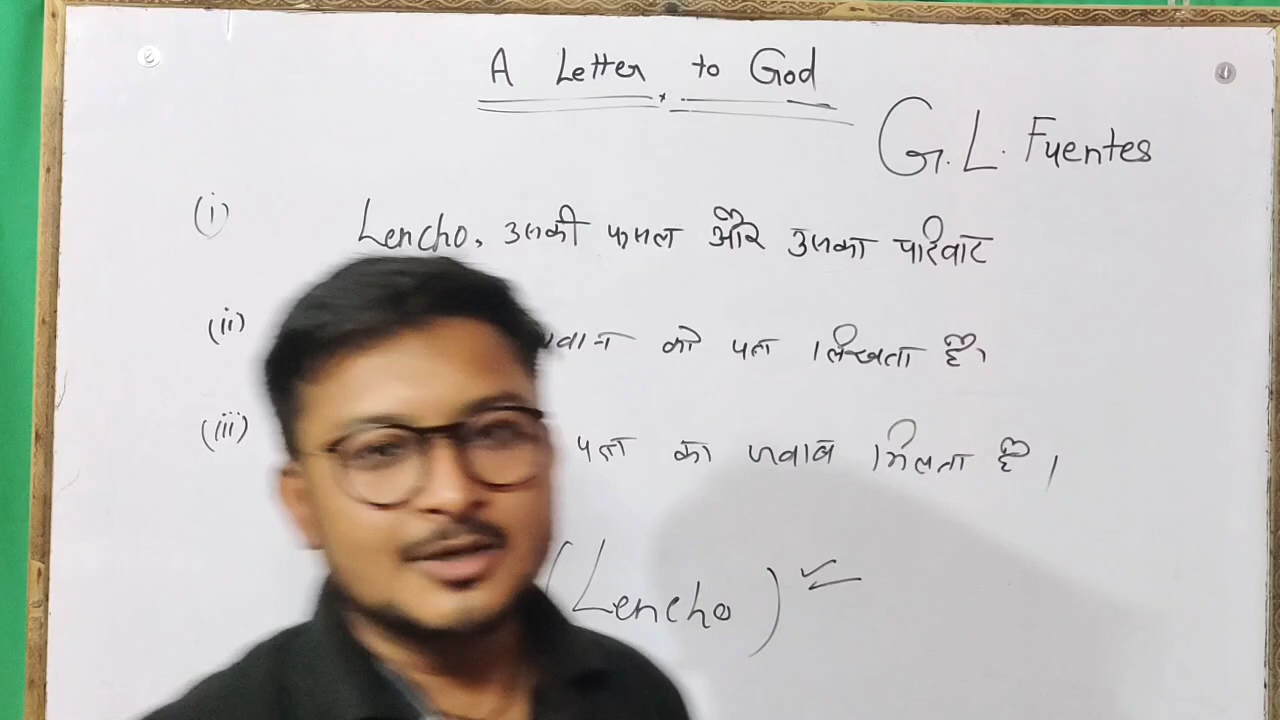 A Letter to God
G.L. Fuentes
(i) Lencho, उसकी फसल और उसका परिवार
(ii) को पत्र लिखता है।
(iii) पत्र का जवाब मिलता है।
(Lencho)